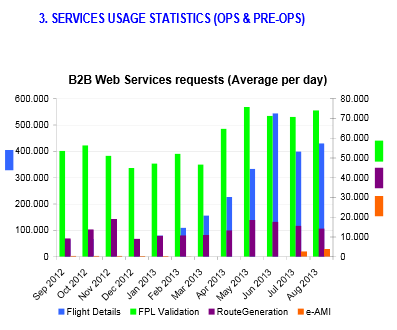 3. SERVICES USAGE STATISTICS (OPS & PRE-OPS)
B2B Web Services requests (Average per day)
600.000
500.000
400.000
300.000
200.000
100.000
0
80.000
70.000
60.000
50.000
40.000
30.000
20.000
10.000
0
Sep 2012
Oct 2012
Nov 2012
Dec 2012
Jan 2013
Feb 2013
Mar 2013
Apr 2013
May 2013
Jun 2013
Jul 2013
Aug 2013
Flight Details FPL Validation RouteGeneration e-AMI